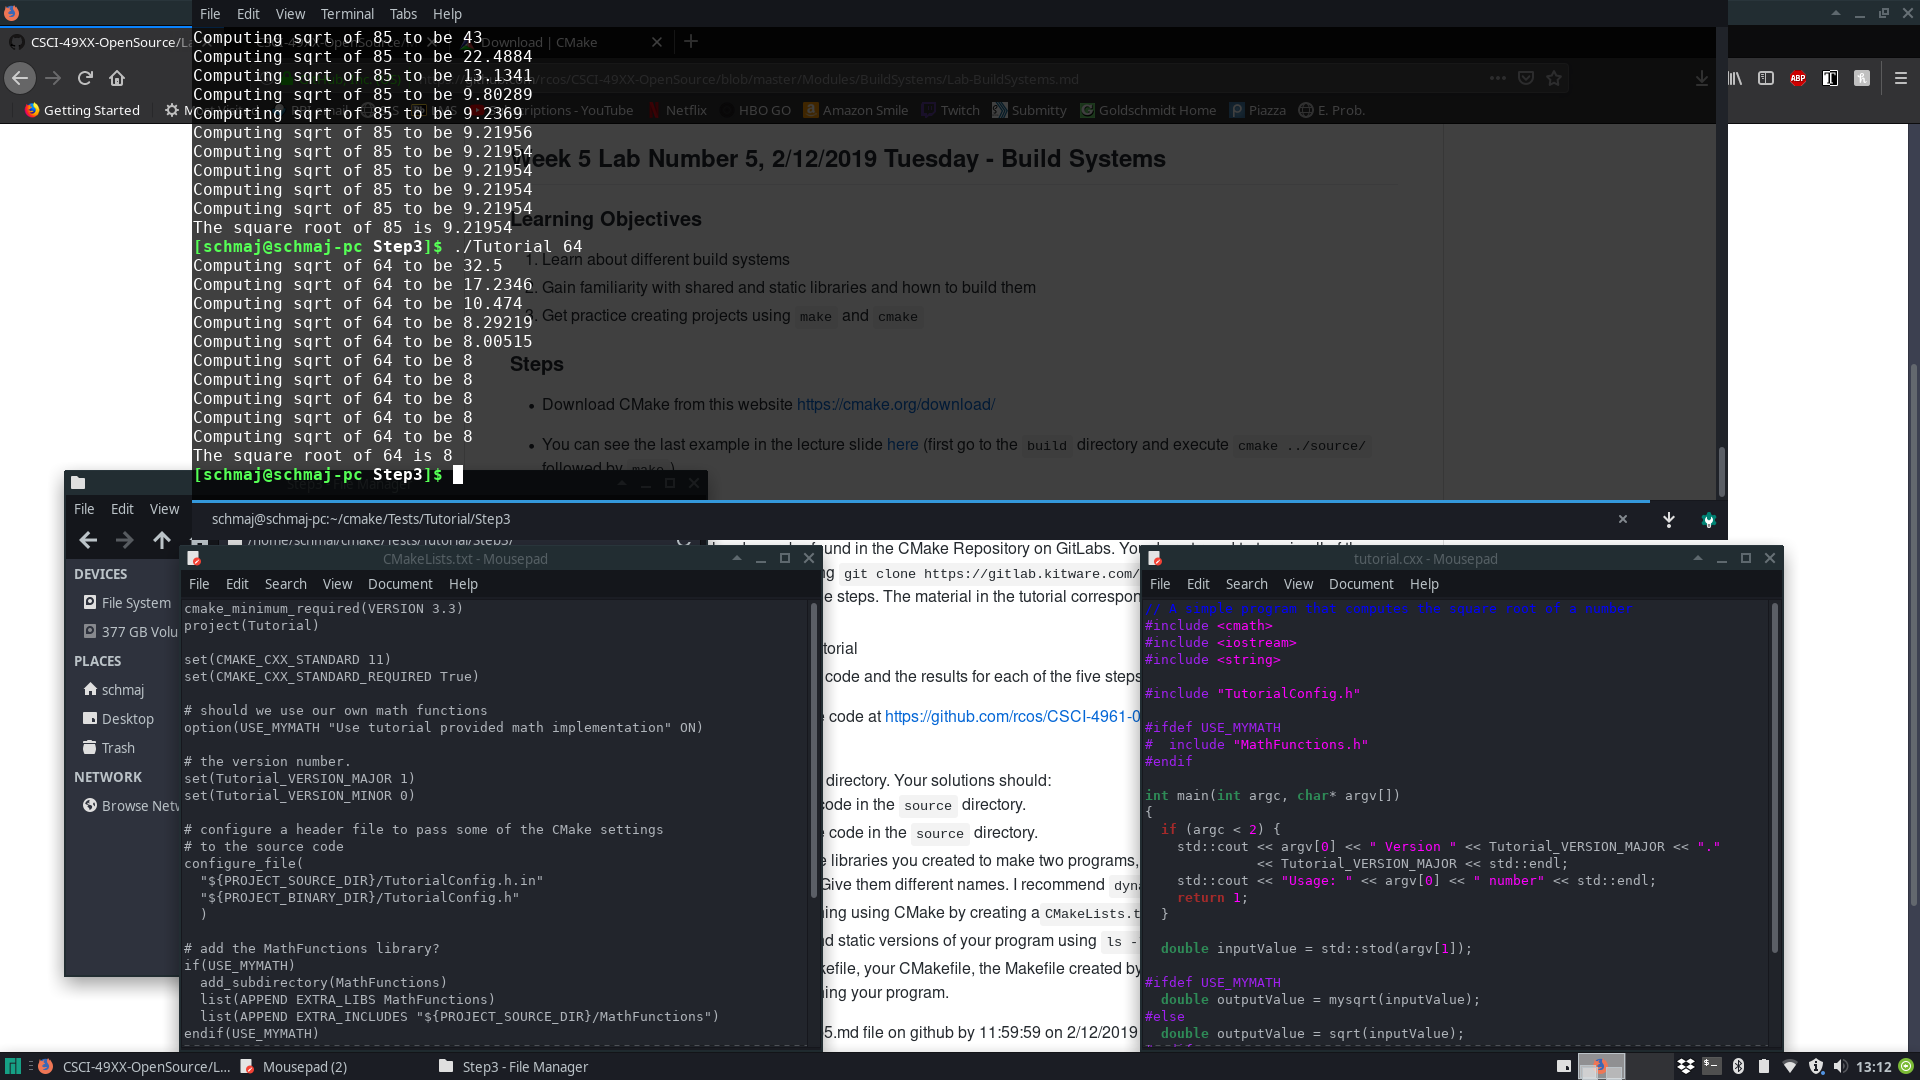 File Edit View Terminal Tabs Help
Computing sqrt of 85 to be 43
Computing sqrt of 85 to be 22.4884
Computing sqrt of 85 to be 13.1341
Computing sqrt of 85 to be 9.80289
Computing sqrt of 85 to be 9.2369
Computing sqrt of 85 to be 9.21956
Computing sqrt of 85 to be 9.21954
Computing sqrt of 85 to be 9.21954
Computing sqrt of 85 to be 9.21954
Computing sqrt of 85 to be 9.21954
The square root of 85 is 9.21954
[schmaj@schmaj-pc Step3]$ ./Tutorial 64
Computing sqrt of 64 to be 32.5
Computing sqrt of 64 to be 17.2346
Computing sqrt of 64 to be 10.474
Computing sqrt of 64 to be 8.29219
Computing sqrt of 64 to be 8.00515
Computing sqrt of 64 to be 8
Computing sqrt of 64 to be 8
Computing sqrt of 64 to be 8
Computing sqrt of 64 to be 8
Computing sqrt of 64 to be 8
The square root of 64 is 8
[schmaj@schmaj-pc Step3]$
schmaj@schmaj-pc:~/cmake/Tests/Tutorial/Step3
CSCI-49XX-OpenSource/La
Download | CMake
rcos/CSCI-49XX-OpenSource/blob/master/Modules/BuildSystems/Lab-BuildSystems.md
ABP
Getting Started
Subscriptions - YouTube Netflix HBO GO Amazon Smile Twitch Submitty Goldschmidt Home Piazza E. Prob.
Week 5 Lab Number 5, 2/12/2019 Tuesday - Build Systems
Learning Objectives
1. Learn about different build systems
2. Gain familiarity with shared and static libraries and hown to build them
3. Get practice creating projects using make and cmake
Steps
• Download CMake from this website https://cmake.org/download/
• You can see the last example in the lecture slide here (first go to the build directory and execute cmake ../source/
followed by make )
found in the CMake Repository on GitLabs.
git clone https://gitlab.kitware.com/
e steps. The material in the tutorial correspon
code and the results for each of the five steps
code at https://github.com/rcos/CSCI-4961-0
directory. Your solutions should:
code in the source directory.
code in the source directory.
libraries you created to make two programs,
Give them different names. I recommend
using CMake by creating a CMakeLists.t
static versions of your program using ls -
your CMakefile, the Makefile created by
your program.
5.md file on github by 11:59:59 on 2/12/2019
File Edit View
/home/schmaj/cmake/Tests/Tutorial/Step3/
DEVICES
File System
377 GB Volu
PLACES
schmaj
Desktop
Trash
NETWORK
Browse Netw
CMakeLists.txt - Mousepad
File Edit Search View Document Help
cmake_minimum_required(VERSION 3.3)
project(Tutorial)
set(CMAKE_CXX_STANDARD 11)
set(CMAKE_CXX_STANDARD_REQUIRED True)
# should we use our own math functions
option(USE_MYMATH "Use tutorial provided math implementation" ON)
# the version number.
set(Tutorial_VERSION_MAJOR 1)
set(Tutorial_VERSION_MINOR 0)
# configure a header file to pass some of the CMake settings
# to the source code
configure_file(
"${PROJECT_SOURCE_DIR}/TutorialConfig.h.in"
"${PROJECT_BINARY_DIR}/TutorialConfig.h"
)
# add the MathFunctions library?
if(USE_MYMATH)
add_subdirectory(MathFunctions)
list(APPEND EXTRA_LIBS MathFunctions)
list(APPEND EXTRA_INCLUDES "${PROJECT_SOURCE_DIR}/MathFunctions")
endif(USE_MYMATH)
tutorial.cxx - Mousepad
File Edit Search View Document Help
// A simple program that computes the square root of a number
#include <cmath>
#include <iostream>
#include <string>
#include "TutorialConfig.h"
#ifdef USE_MYMATH
# include "MathFunctions.h"
#endif
int main(int argc, char* argv[])
{
if (argc < 2) {
std::cout << argv[0] << " Version " << Tutorial_VERSION_MAJOR << "."
<< Tutorial_VERSION_MAJOR << std::endl;
std::cout << "Usage: " << argv[0] << " number" << std::endl;
return 1;
}
double inputValue = std::stod(argv[1]);
#ifdef USE_MYMATH
double outputValue = mysqrt(inputValue);
#else
double outputValue = sqrt(inputValue);
CSCI-49XX-OpenSource/L... Mousepad (2) Step3 - File Manager 13:12